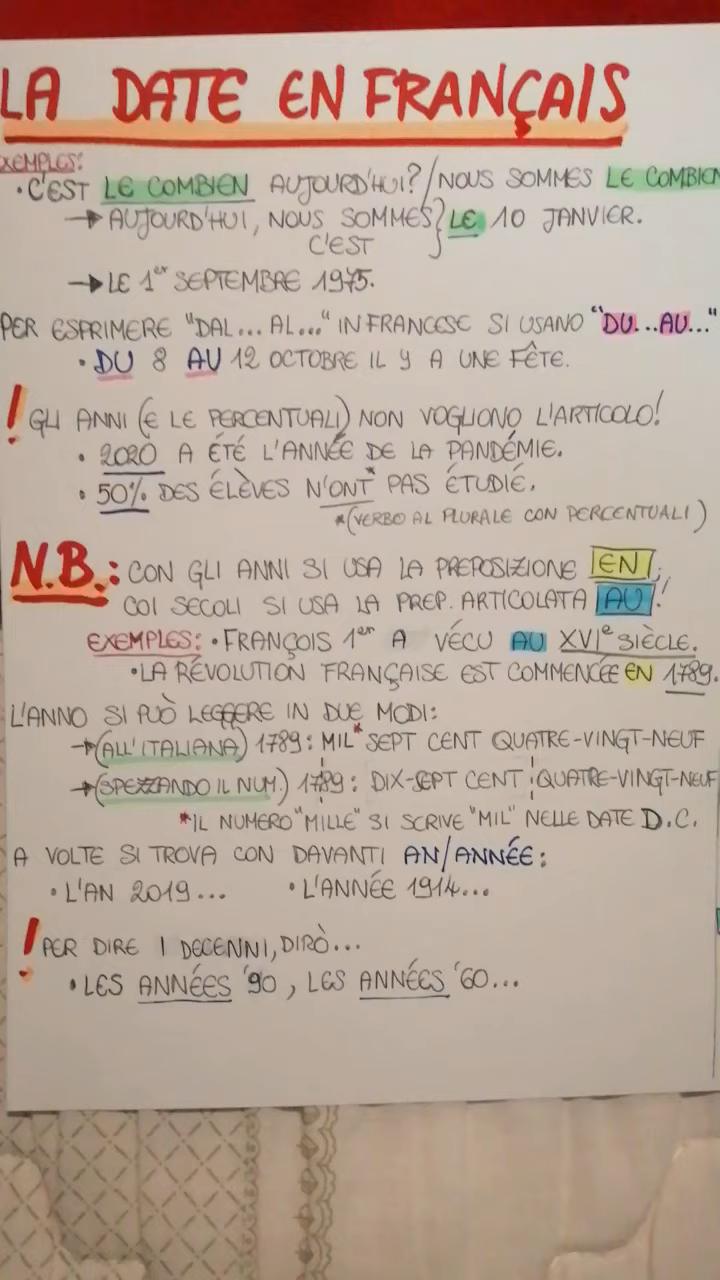 LA DATE EN FRANÇAIS
EXEMPLES:
• C'EST LE COMBIEN AUJOURD'HUI? / NOUS SOMMES LE COMBIEN
→ AUJOURD'HUI, NOUS SOMMES } LE 10 JANVIER.
C'EST
→ LE 1er SEPTEMBRE 1975.
PER ESPRIMERE "DAL... AL..." IN FRANCESE SI USANO "DU...AU..."
• DU 8 AU 12 OCTOBRE IL Y A UNE FÊTE.
! GLI ANNI (E LE PERCENTUALI) NON VOGLIONO L'ARTICOLO!
• 2020 A ÉTÉ L'ANNÉE DE LA PANDÉMIE.
• 50% DES ÉLÈVES N'ONT* PAS ÉTUDIÉ.
*(VERBO AL PLURALE CON PERCENTUALI)
N.B.: CON GLI ANNI SI USA LA PREPOSIZIONE EN;
COI SECOLI SI USA LA PREP. ARTICOLATA AU!
EXEMPLES: • FRANÇOIS 1er A VÉCU AU XVIe SIÈCLE.
• LA RÉVOLUTION FRANÇAISE EST COMMENCÉE EN 1789.
L'ANNO SI PUÒ LEGGERE IN DUE MODI:
→ (ALL'ITALIANA) 1789: MIL* SEPT CENT QUATRE-VINGT-NEUF
→ (SPEZZANDO IL NUM.) 1789: DIX-SEPT CENT QUATRE-VINGT-NEUF
*IL NUMERO "MILLE" SI SCRIVE "MIL" NELLE DATE D.C.
A VOLTE SI TROVA CON DAVANTI AN/ANNÉE:
• L'AN 2019... • L'ANNÉE 1914...
! PER DIRE I DECENNI, DIRÒ...
• LES ANNÉES '90, LES ANNÉES '60...